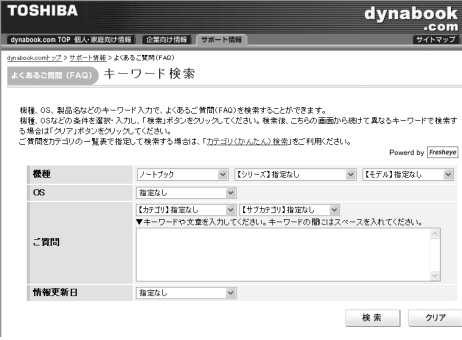 TOSHIBA
dynabook
.com
dynabook.com TOP 個人・家庭向け情報 企業向け情報 サポート情報 サイトマップ
dynabook.comトップ > サポート情報 > よくあるご質問(FAQ)
よくあるご質問 (FAQ) キーワード検索
機種、OS、製品名などのキーワード入力で、よくあるご質問(FAQ)を検索することができます。
機種、OSなどの条件を選択・入力し、「検索」ボタンをクリックしてください。検索後、こちらの画面から続けて異なるキーワードで検索す
る場合は「クリア」ボタンをクリックしてください。
ご質問をカテゴリの一覧表で指定して検索する場合は、「カテゴリ(かんたん)検索」をご利用ください。
Powered by Fresheye
機種 ノートブック 【シリーズ】指定なし 【モデル】指定なし
OS 指定なし
【カテゴリ】指定なし 【サブカテゴリ】指定なし
▼キーワードや文章を入力してください。キーワードの間にはスペースを入れてください。
ご質問
情報更新日 指定なし
検索 クリア